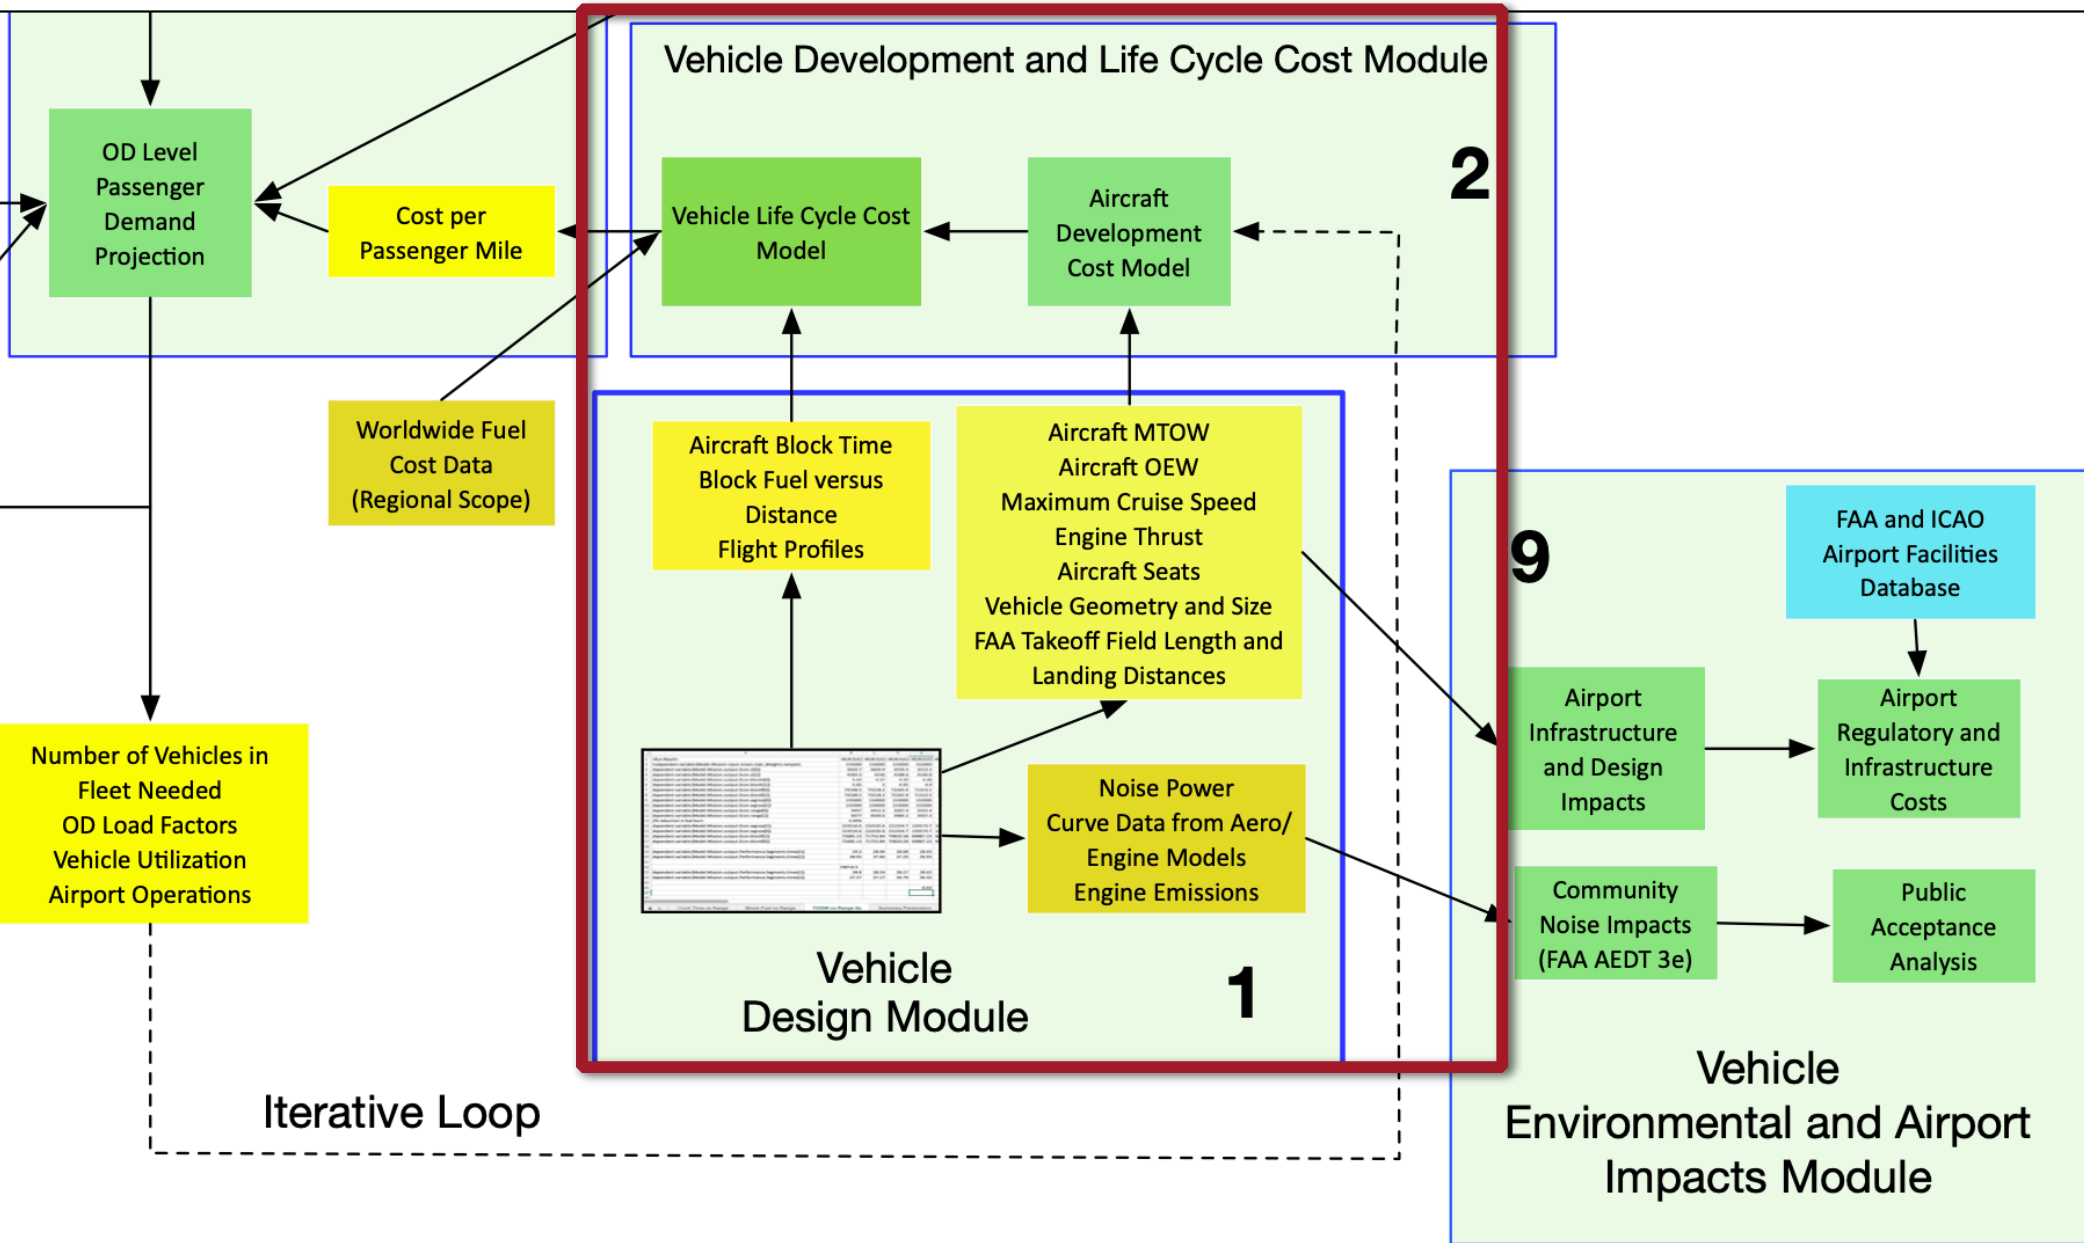 Vehicle Development and Life Cycle Cost Module
2
OD Level
Passenger
Demand
Projection
Cost per
Passenger Mile
Vehicle Life Cycle Cost
Model
Aircraft
Development
Cost Model
Worldwide Fuel
Cost Data
(Regional Scope)
Aircraft Block Time
Block Fuel versus
Distance
Flight Profiles
Aircraft MTOW
Aircraft OEW
Maximum Cruise Speed
Engine Thrust
Aircraft Seats
Vehicle Geometry and Size
FAA Takeoff Field Length and
Landing Distances
9
FAA and ICAO
Airport Facilities
Database
Airport
Infrastructure
and Design
Impacts
Airport
Regulatory and
Infrastructure
Costs
Number of Vehicles in
Fleet Needed
OD Load Factors
Vehicle Utilization
Airport Operations
Noise Power
Curve Data from Aero/
Engine Models
Engine Emissions
Community
Noise Impacts
(FAA AEDT 3e)
Public
Acceptance
Analysis
Vehicle
Design Module
1
Iterative Loop
Vehicle
Environmental and Airport
Impacts Module